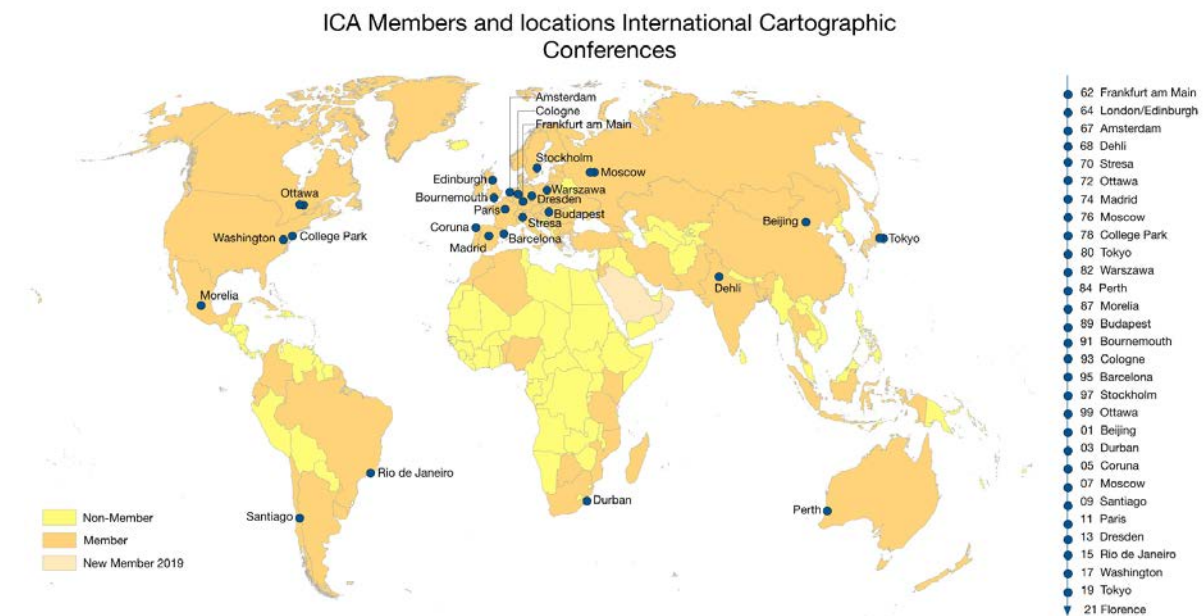 ICA Members and locations International Cartographic
Conferences
Amsterdam
Cologne
Frankfurt am Main
Stockholm
Moscow
Edinburgh
Warszawa
Bournemouth
Dresden
Paris
Budapest
Stresa
Coruna
Madrid
Barcelona
Ottawa
Washington
College Park
Morelia
Beijing
Tokyo
Dehli
Rio de Janeiro
Santiago
Durban
Perth
Non-Member
Member
New Member 2019
62 Frankfurt am Main
64 London/Edinburgh
67 Amsterdam
68 Dehli
70 Stresa
72 Ottawa
74 Madrid
76 Moscow
78 College Park
80 Tokyo
82 Warszawa
84 Perth
87 Morelia
89 Budapest
91 Bournemouth
93 Cologne
95 Barcelona
97 Stockholm
99 Ottawa
01 Beijing
03 Durban
05 Coruna
07 Moscow
09 Santiago
11 Paris
13 Dresden
15 Rio de Janeiro
17 Washington
19 Tokyo
21 Florence